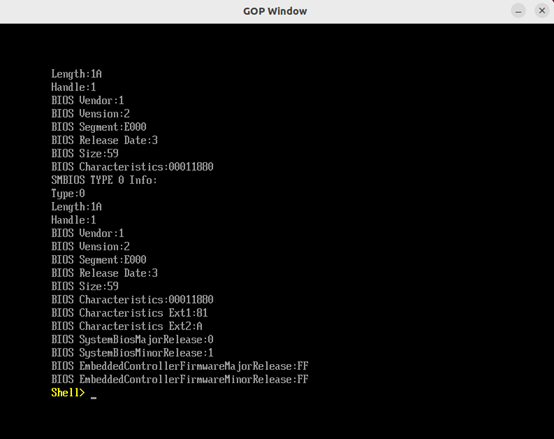 GOP Window
Length:1A
Handle:1
BIOS Vendor:1
BIOS Vension:2
BIOS Segment:E000
BIOS Release Date:3
BIOS Size:59
BIOS Characteristics:00011880
SMBIOS TYPE 0 Info:
Type:0
Length:1A
Handle:1
BIOS Vendor:1
BIOS Vension:2
BIOS Segment:E000
BIOS Release Date:3
BIOS Size:59
BIOS Characteristics:00011880
BIOS Characteristics Ext1:81
BIOS Characteristics Ext2:A
BIOS SystemBiosMajorRelease:0
BIOS SystemBiosMinorRelease:1
BIOS EmbeddedControllerFirmwareMajorRelease:FF
BIOS EmbeddedControllerFirmwareMinorRelease:FF
Shell> _